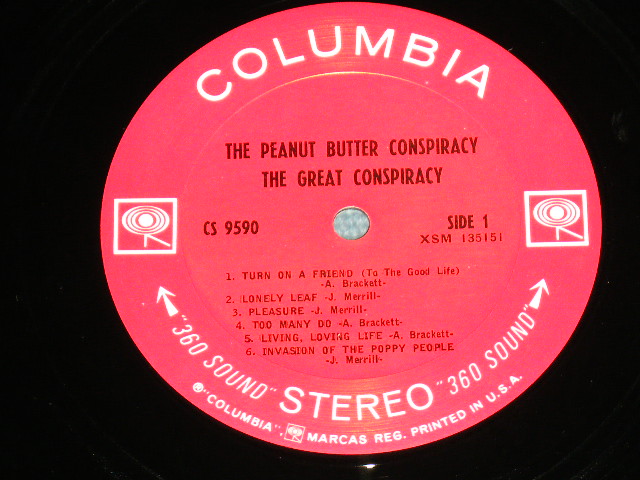 COLUMBIA
THE PEANUT BUTTER CONSPIRACY
THE GREAT CONSPIRACY
CS 9590
SIDE 1
XSM 135151
1. TURN ON A FRIEND (To The Good Life)
-A. Brackett-
2. LONELY LEAF -J. Merrill-
3. PLEASURE -J. Merrill-
4. TOO MANY DO -A. Brackett-
5. LIVING, LOVING LIFE -A. Brackett-
6. INVASION OF THE POPPY PEOPLE
-J. Merrill-
"360 SOUND" STEREO "360 SOUND"
® "COLUMBIA", MARCAS REG. PRINTED IN U.S.A.